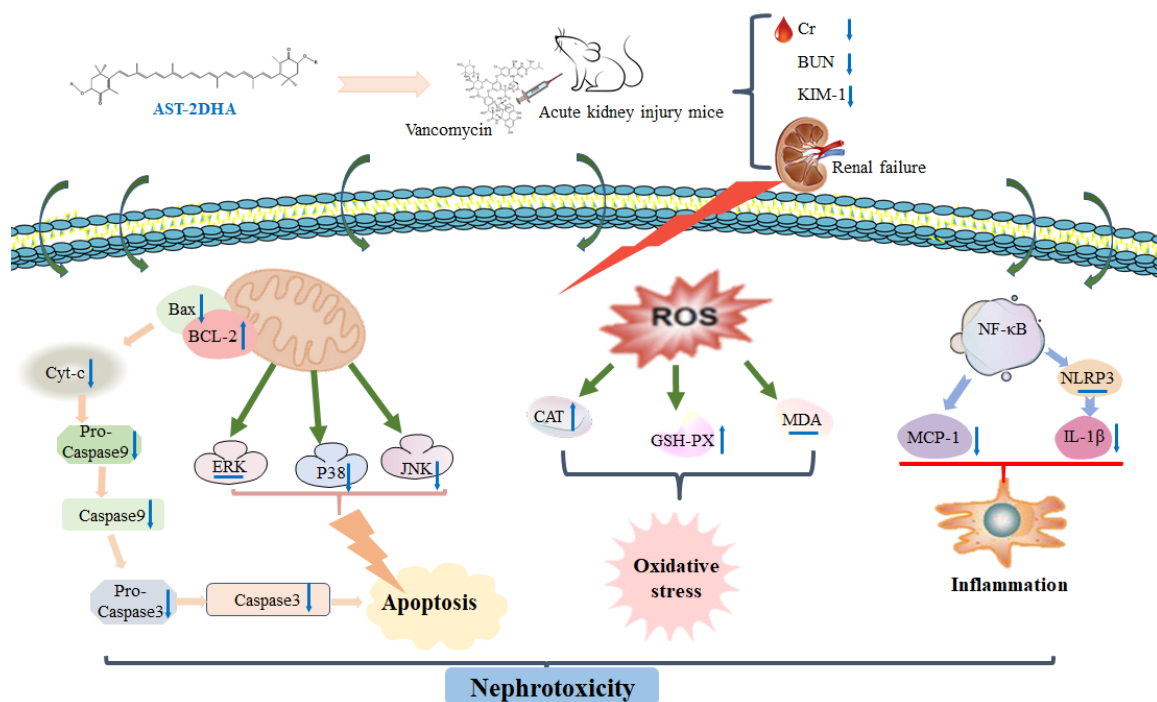 Cr
BUN
KIM-1
AST-2DHA
Vancomycin
Acute kidney injury mice
Renal failure
Bax
BCL-2
Cyt-c
Pro-
Caspase9
Caspase9
Pro-
Caspase3
Caspase3
ERK
P38
JNK
Apoptosis
ROS
CAT
GSH-PX
MDA
Oxidative
stress
NF-κB
NLRP3
MCP-1
IL-1β
Inflammation
Nephrotoxicity